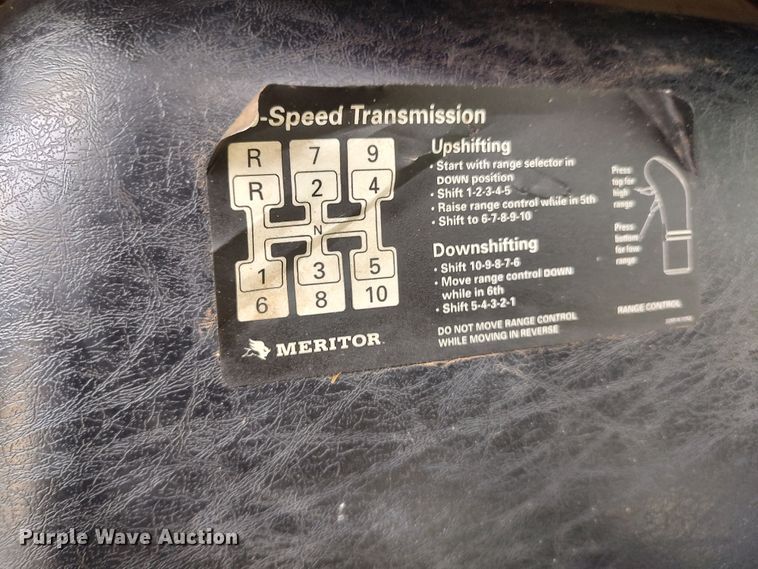 -Speed Transmission
R 7 9
R 2 4
N
1 3 5
6 8 10
MERITOR
Upshifting
• Start with range selector in
DOWN position
• Shift 1-2-3-4-5
• Raise range control while in 5th
• Shift to 6-7-8-9-10
Downshifting
• Shift 10-9-8-7-6
• Move range control DOWN
while in 6th
• Shift 5-4-3-2-1
DO NOT MOVE RANGE CONTROL
WHILE MOVING IN REVERSE
Press
top for
high
range
Press
bottom
for low
range
RANGE CONTROL
Purple Wave Auction